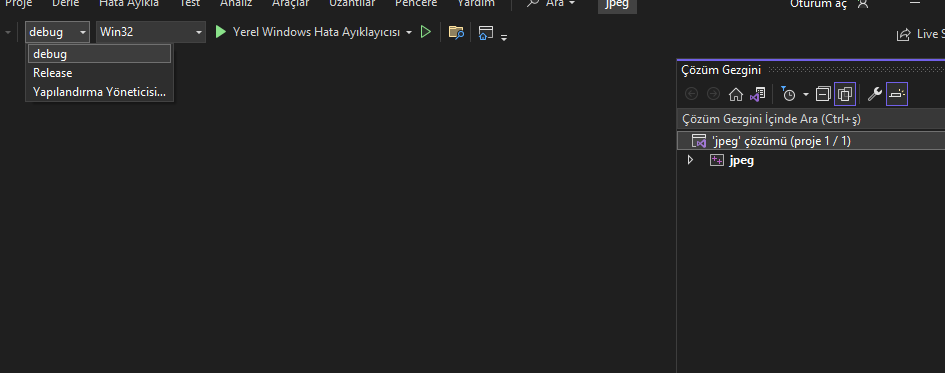 Proje Derle Hata Ayıkla Test Analiz Araçlar Uzantılar Pencere Yardım Ara jpeg Oturum aç
debug Win32 Yerel Windows Hata Ayıklayıcısı Live S
debug
Release
Yapılandırma Yöneticisi...
Çözüm Gezgini
Çözüm Gezgini İçinde Ara (Ctrl+ş)
'jpeg' çözümü (proje 1 / 1)
jpeg